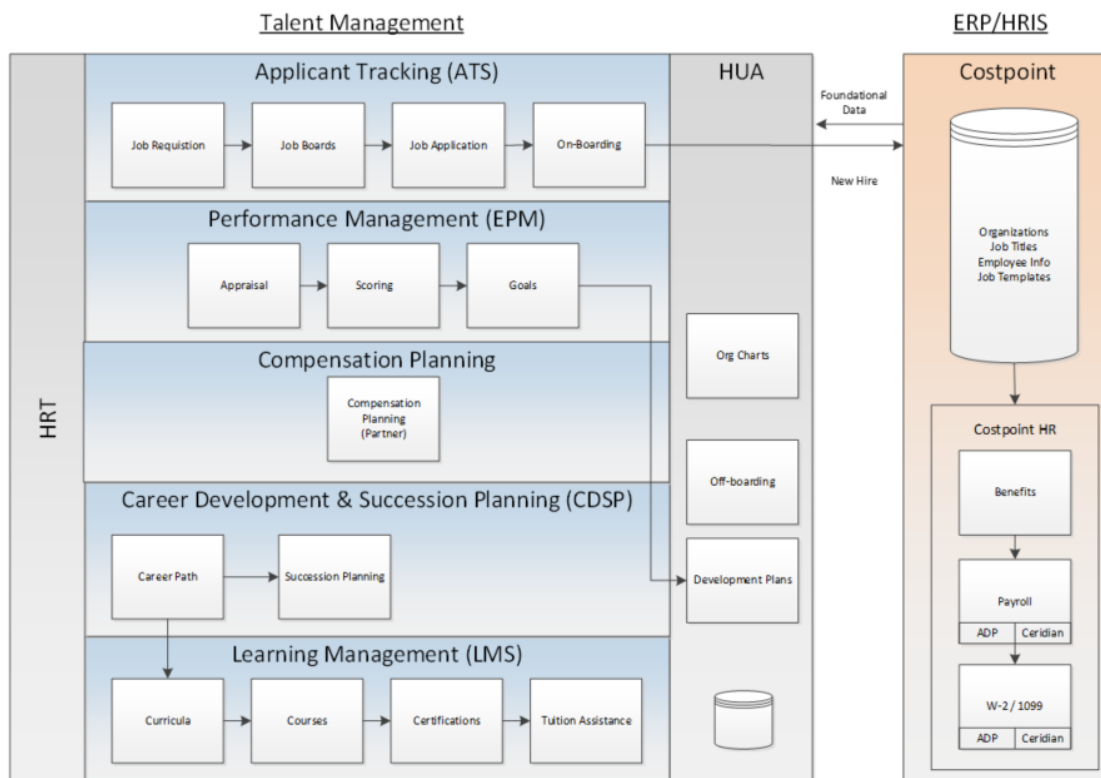 Talent Management
ERP/HRIS
HRT
Applicant Tracking (ATS)
Job Requistion
Job Boards
Job Application
On-Boarding
Performance Management (EPM)
Appraisal
Scoring
Goals
Compensation Planning
Compensation
Planning
(Partner)
Career Development & Succession Planning (CDSP)
Career Path
Succession Planning
Learning Management (LMS)
Curricula
Courses
Certifications
Tuition Assistance
HUA
Org Charts
Off-boarding
Development Plans
Foundational
Data
New Hire
Costpoint
Organizations
Job Titles
Employee Info
Job Templates
Costpoint HR
Benefits
Payroll
ADP
Ceridian
W-2 / 1099
ADP
Ceridian